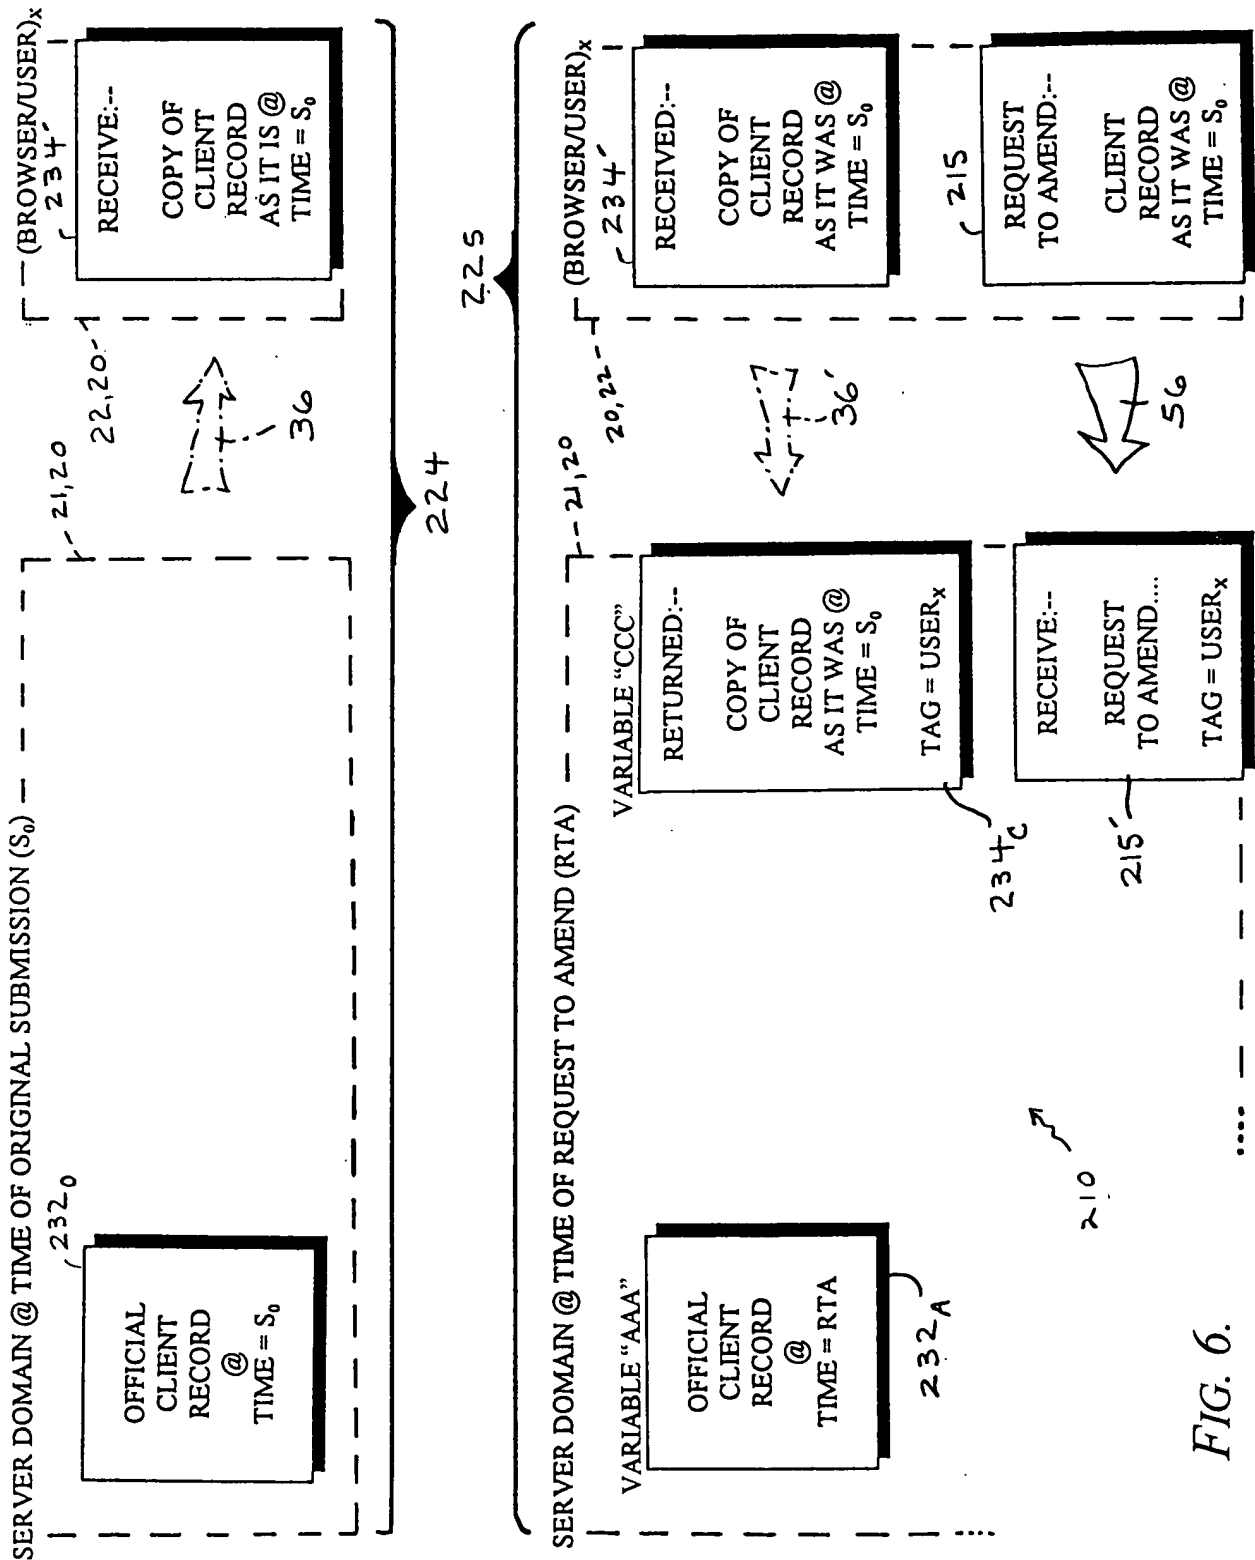 SERVER DOMAIN @ TIME OF ORIGINAL SUBMISSION (S₀)
(BROWSER/USER)ₓ
232₀
OFFICIAL
CLIENT
RECORD
@
TIME = S₀
21,20
22,20
36
234′
RECEIVE:--
COPY OF
CLIENT
RECORD
AS IT IS @
TIME = S₀
224
225
SERVER DOMAIN @ TIME OF REQUEST TO AMEND (RTA)
21,20
20,22
(BROWSER/USER)ₓ
VARIABLE "AAA"
OFFICIAL
CLIENT
RECORD
@
TIME = RTA
232A
VARIABLE "CCC"
RETURNED:--
COPY OF
CLIENT
RECORD
AS IT WAS @
TIME = S₀
TAG = USERₓ
234C
36′
234′
RECEIVED:--
COPY OF
CLIENT
RECORD
AS IT WAS @
TIME = S₀
210
RECEIVE:--
REQUEST
TO AMEND....
TAG = USERₓ
215′
56
215
REQUEST
TO AMEND:--
CLIENT
RECORD
AS IT WAS @
TIME = S₀
FIG. 6.